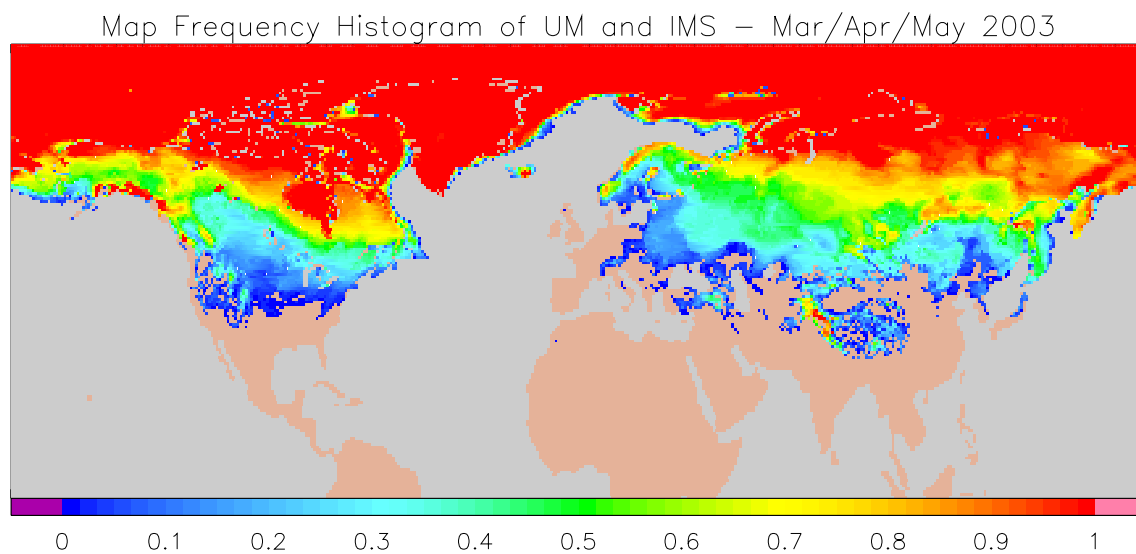 Map Frequency Histogram of UM and IMS – Mar/Apr/May 2003
0 0.1 0.2 0.3 0.4 0.5 0.6 0.7 0.8 0.9 1